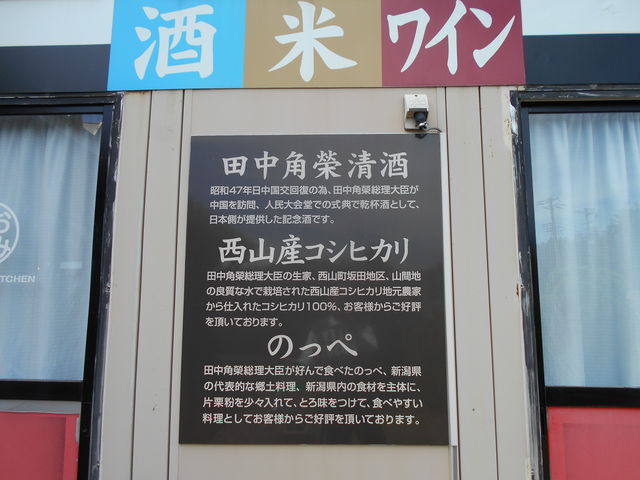 酒 米 ワイン
田中角榮清酒
昭和47年日中国交回復の為、田中角榮総理大臣が
中国を訪問、人民大会堂での式典で乾杯酒として、
日本側が提供した記念酒です。
西山産コシヒカリ
田中角榮総理大臣の生家、西山町坂田地区、山間地
の良質な水で栽培された西山産コシヒカリ地元農家
から仕入れたコシヒカリ100%、お客様からご好評
を頂いております。
のっぺ
田中角榮総理大臣が好んで食べたのっぺ、新潟県
の代表的な郷土料理、新潟県内の食材を主体に、
片栗粉を少々入れて、とろ味をつけて、食べやすい
料理としてお客様からご好評を頂いております。
TCHEN